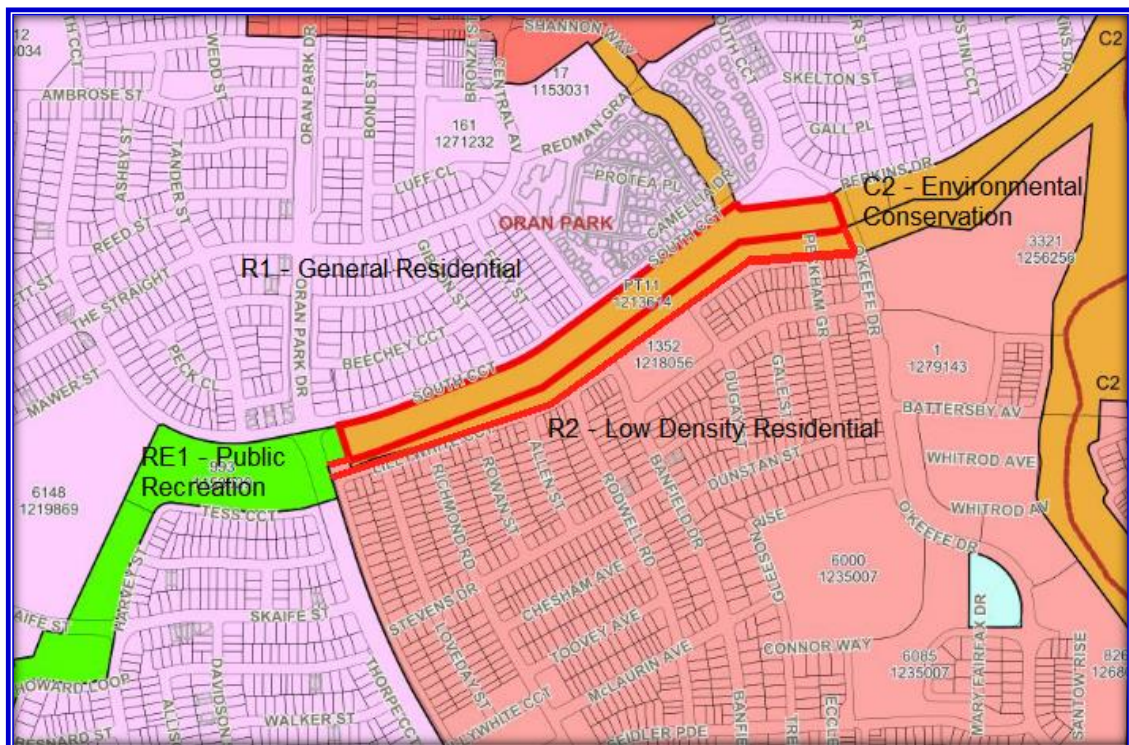 SHANNON WAY
C2
AMBROSE ST
WEDD ST
ORAN PARK DR
BOND ST
BRONZE ST
CENTRAL AV
17
1153031
161
1271232
SKELTON ST
GALL PL
ASHBY ST
TANDER ST
REED ST
THE STRAIGHT
LUFF CL
PROTEA PL
ORAN PARK
CAMELLIA DR
SOUTH CCT
PERKINS DR
C2 - Environmental
Conservation
3321
1256256
R1 - General Residential
GIBSON ST
ORAN PARK DR
PT11
1213614
PECKHAM GR
O'KEEFE DR
1352
1218056
BEECHEY CCT
PECK CL
MAWER ST
SOUTH CCT
GALE ST
1
1279143
C2
BATTERSBY AV
R2 - Low Density Residential
RE1 - Public
Recreation
993
6148
1219869
TESS CCT
RICHMOND RD
ROWAN ST
ALLEN ST
RODWELL RD
BANFIELD DR
DUNSTAN ST
WHITROD AVE
WHITROD AV
O'KEEFE DR
HARVEY ST
GLEESON
RISE
6000
1235007
SKAIFE ST
STEVENS DR
CHESHAM AVE
TOOVEY AVE
McLAURIN AVE
LOVEDAY ST
CONNOR WAY
6085
1235007
MARY FAIRFAX DR
SANTOW RISE
HOWARD LOOP
DAVIDSON
THORPE CCT
WALKER ST